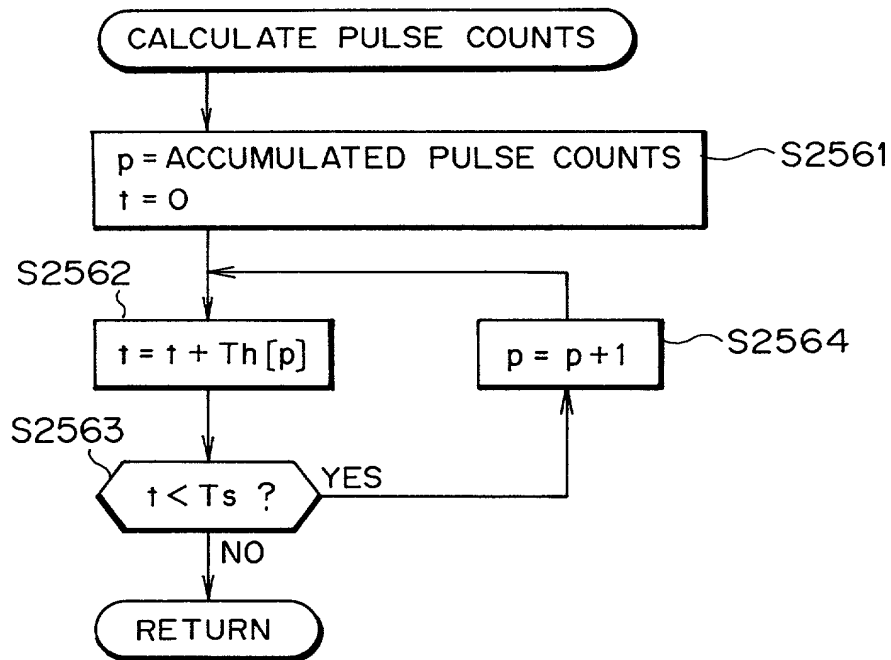 CALCULATE PULSE COUNTS
p = ACCUMULATED PULSE COUNTS
t = 0
S2561
S2562
t = t + Th[p]
p = p+1
S2564
S2563
t < Ts ?
YES
NO
RETURN